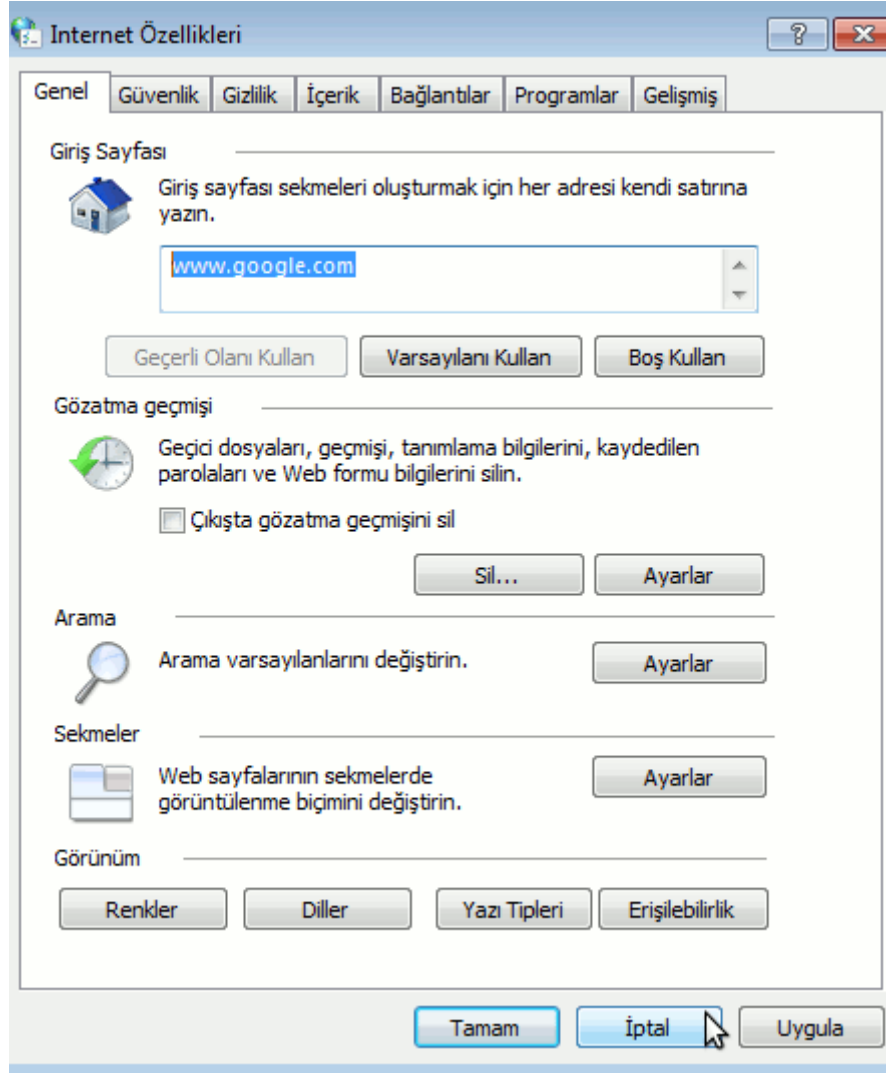 Internet Özellikleri
Genel Güvenlik Gizlilik İçerik Bağlantılar Programlar Gelişmiş
Giriş Sayfası
Giriş sayfası sekmeleri oluşturmak için her adresi kendi satırına
yazın.
www.google.com
Geçerli Olanı Kullan Varsayılanı Kullan Boş Kullan
Gözatma geçmişi
Geçici dosyaları, geçmişi, tanımlama bilgilerini, kaydedilen
parolaları ve Web formu bilgilerini silin.
Çıkışta gözatma geçmişini sil
Sil... Ayarlar
Arama
Arama varsayılanlarını değiştirin. Ayarlar
Sekmeler
Web sayfalarının sekmelerde
görüntülenme biçimini değiştirin.
Ayarlar
Görünüm
Renkler Diller Yazı Tipleri Erişilebilirlik
Tamam İptal Uygula